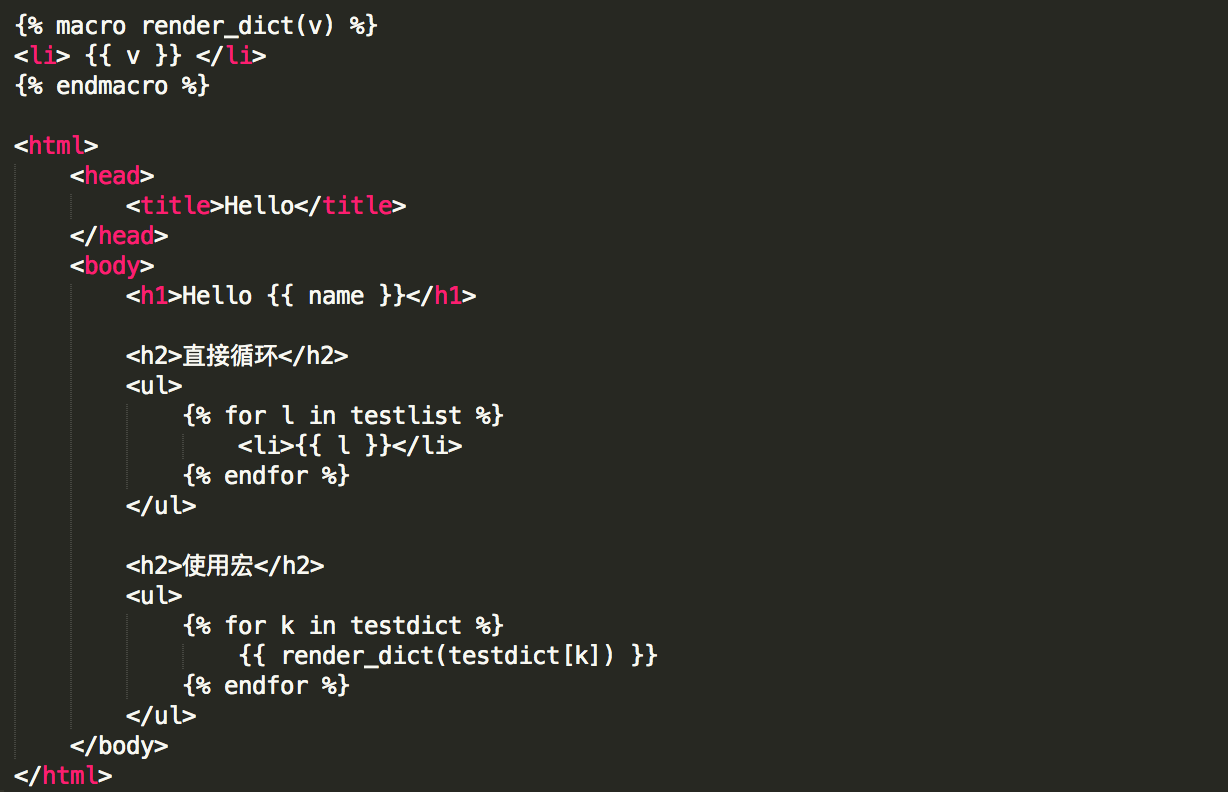 {% macro render_dict(v) %}
<li> {{ v }} </li>
{% endmacro %}

<html>
    <head>
        <title>Hello</title>
    </head>
    <body>
        <h1>Hello {{ name }}</h1>

        <h2>直接循环</h2>
        <ul>
            {% for l in testlist %}
                <li>{{ l }}</li>
            {% endfor %}
        </ul>

        <h2>使用宏</h2>
        <ul>
            {% for k in testdict %}
                {{ render_dict(testdict[k]) }}
            {% endfor %}
        </ul>
    </body>
</html>